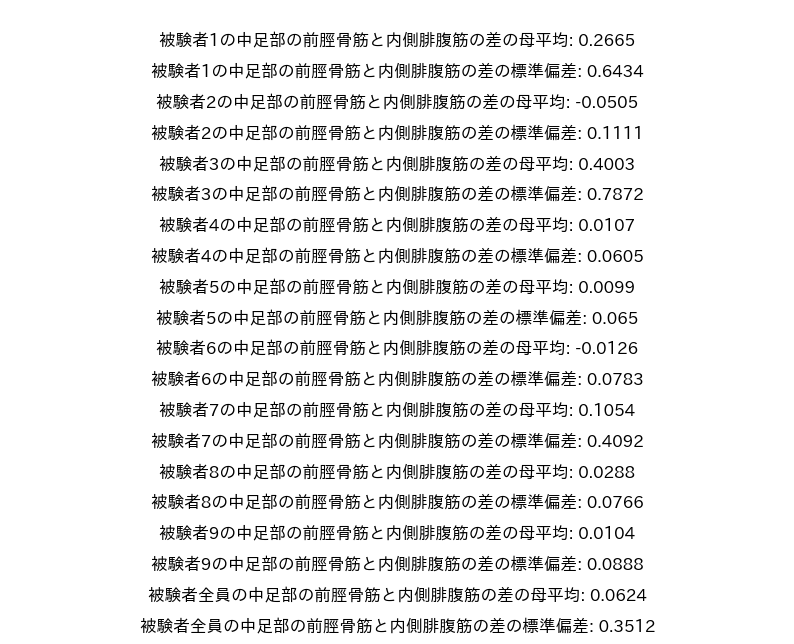 被験者1の中足部の前脛骨筋と内側腓腹筋の差の母平均: 0.2665
被験者1の中足部の前脛骨筋と内側腓腹筋の差の標準偏差: 0.6434
被験者2の中足部の前脛骨筋と内側腓腹筋の差の母平均: -0.0505
被験者2の中足部の前脛骨筋と内側腓腹筋の差の標準偏差: 0.1111
被験者3の中足部の前脛骨筋と内側腓腹筋の差の母平均: 0.4003
被験者3の中足部の前脛骨筋と内側腓腹筋の差の標準偏差: 0.7872
被験者4の中足部の前脛骨筋と内側腓腹筋の差の母平均: 0.0107
被験者4の中足部の前脛骨筋と内側腓腹筋の差の標準偏差: 0.0605
被験者5の中足部の前脛骨筋と内側腓腹筋の差の母平均: 0.0099
被験者5の中足部の前脛骨筋と内側腓腹筋の差の標準偏差: 0.065
被験者6の中足部の前脛骨筋と内側腓腹筋の差の母平均: -0.0126
被験者6の中足部の前脛骨筋と内側腓腹筋の差の標準偏差: 0.0783
被験者7の中足部の前脛骨筋と内側腓腹筋の差の母平均: 0.1054
被験者7の中足部の前脛骨筋と内側腓腹筋の差の標準偏差: 0.4092
被験者8の中足部の前脛骨筋と内側腓腹筋の差の母平均: 0.0288
被験者8の中足部の前脛骨筋と内側腓腹筋の差の標準偏差: 0.0766
被験者9の中足部の前脛骨筋と内側腓腹筋の差の母平均: 0.0104
被験者9の中足部の前脛骨筋と内側腓腹筋の差の標準偏差: 0.0888
被験者全員の中足部の前脛骨筋と内側腓腹筋の差の母平均: 0.0624
被験者全員の中足部の前脛骨筋と内側腓腹筋の差の標準偏差: 0.3512